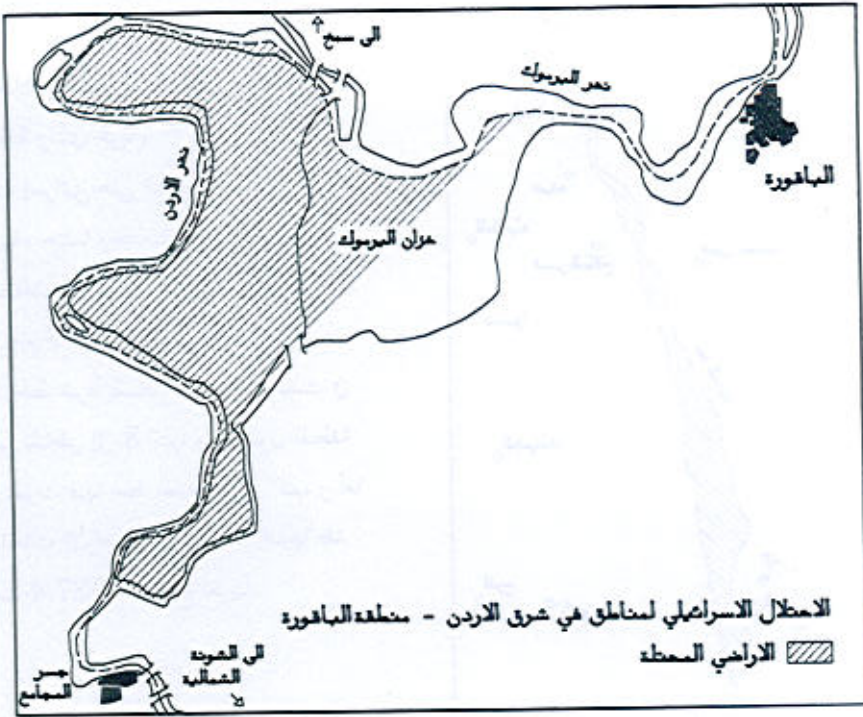 الى سمخ
نهر اليرموك
الباقورة
نهر الاردن
خزان اليرموك
الاحتلال الاسرائيلي لمناطق في شرق الاردن - منطقة الباقورة
الاراضي المحتلة
الى الشونة
الشمالية
جسر
المجامع